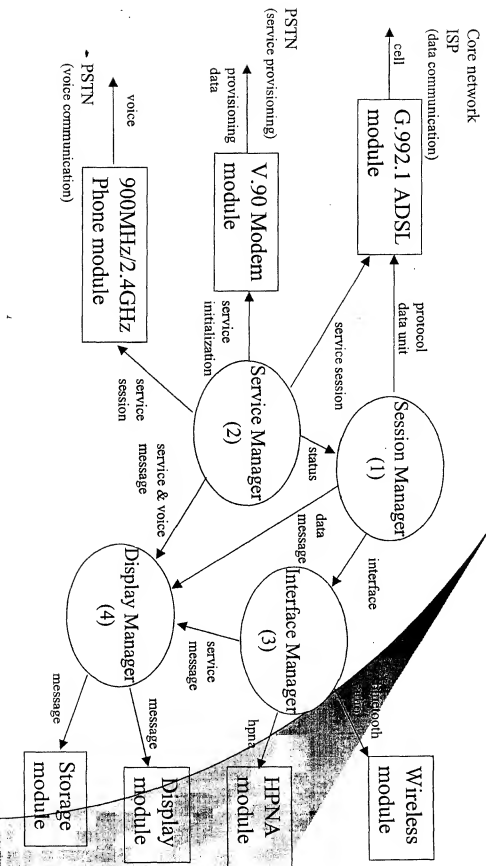 Core network
ISP
(data communication)
cell
G.992.1 ADSL
module
protocol
data unit
Session Manager
(1)
interface
Wireless
module
service session
status
data
message
PSTN
(service provisioning)
provisioning
data
V.90 Modem
module
service
initialization
Service Manager
(2)
Interface Manager
(3)
hpna
HPNA
module
service & voice
message
service
message
PSTN
(voice communication)
voice
900MHz/2.4GHz
Phone module
service
session
Display Manager
(4)
message
Display
module
message
Storage
module